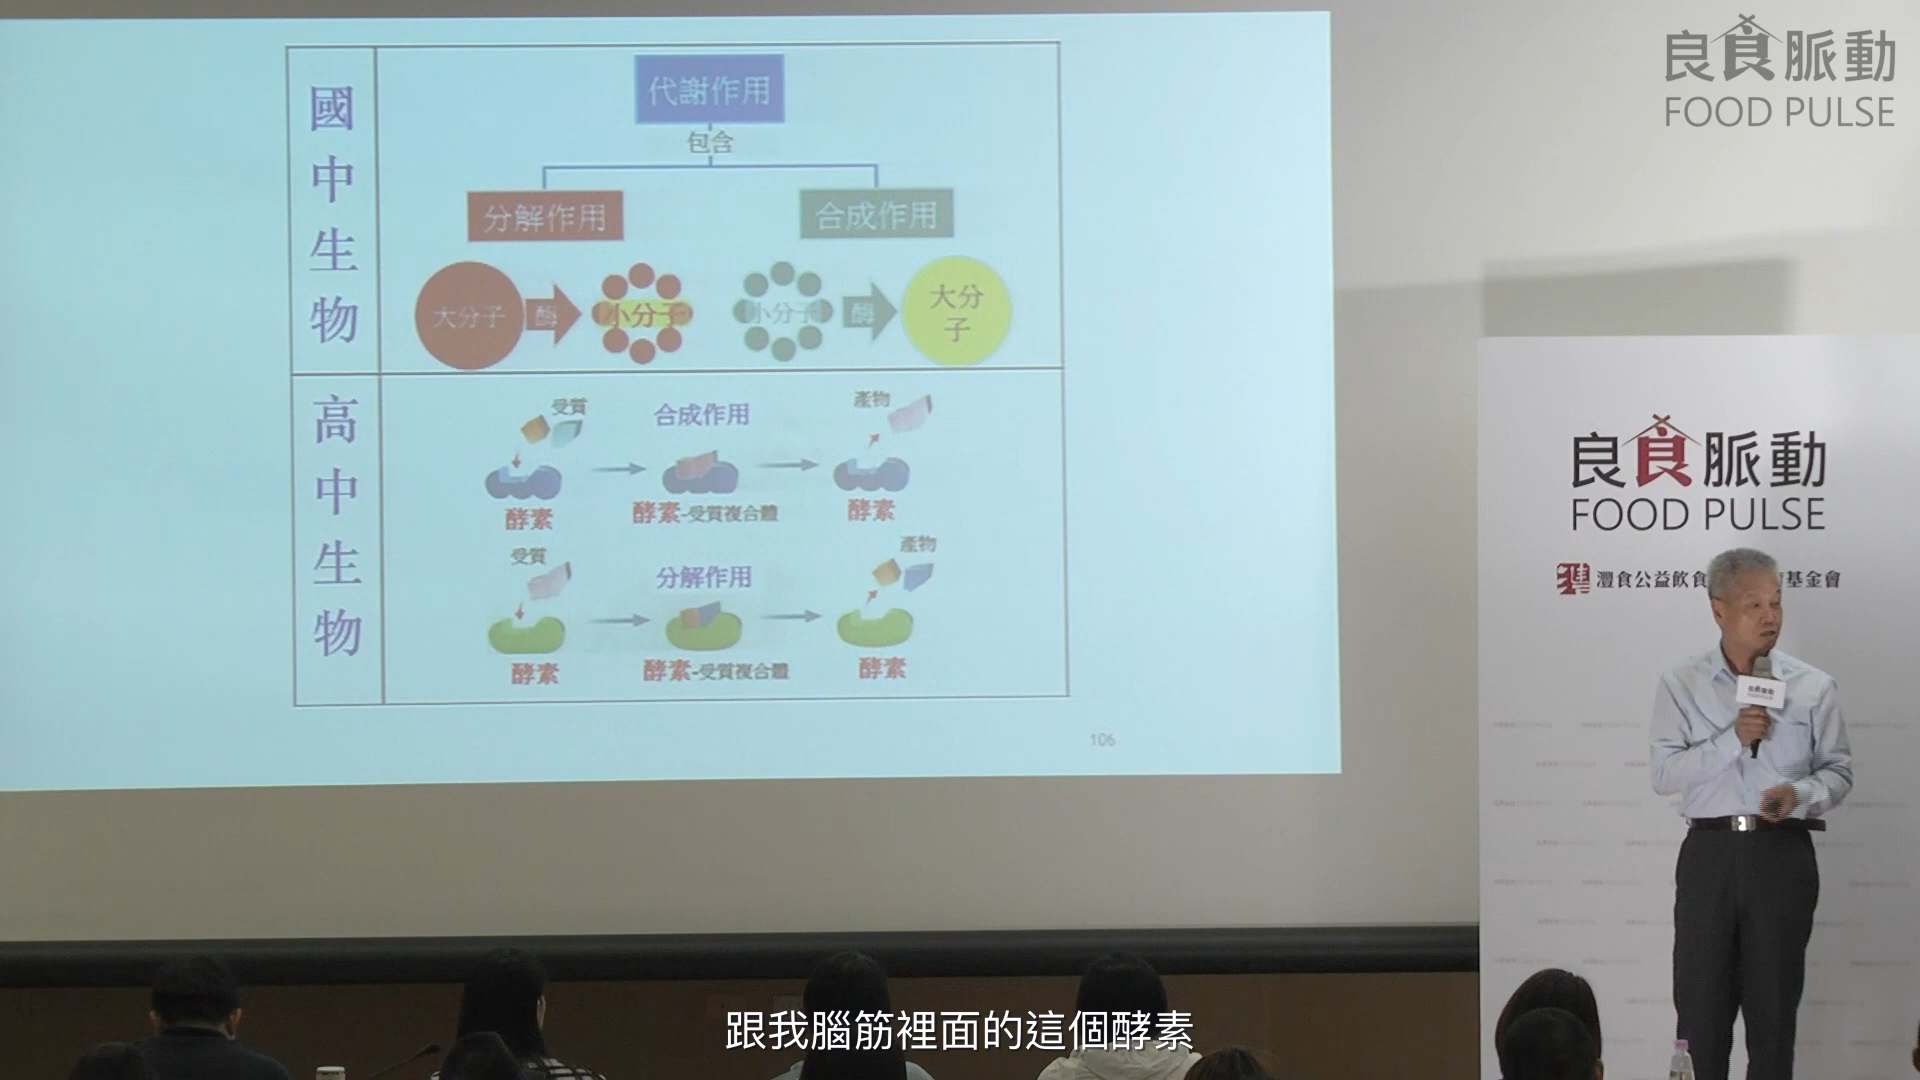 良食脈動
FOOD PULSE
國中生物
代謝作用
包含
分解作用
合成作用
大分子
酶
小分子
小分子
酶
大分
子
高中生物
受質
合成作用
產物
酵素
酵素-受質複合體
酵素
受質
分解作用
產物
酵素
酵素-受質複合體
酵素
106
良食脈動
FOOD PULSE
灃食公益飲食
基金會
跟我腦筋裡面的這個酵素